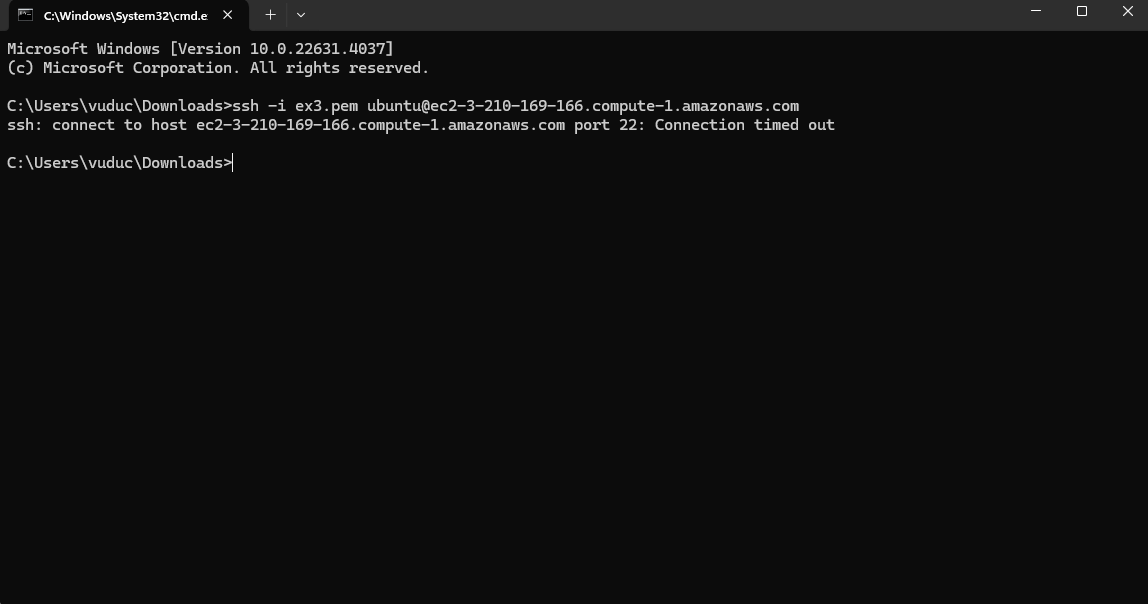 C:\Windows\System32\cmd.e
Microsoft Windows [Version 10.0.22631.4037]
(c) Microsoft Corporation. All rights reserved.
C:\Users\vuduc\Downloads>ssh -i ex3.pem ubuntu@ec2-3-210-169-166.compute-1.amazonaws.com
ssh: connect to host ec2-3-210-169-166.compute-1.amazonaws.com port 22: Connection timed out
C:\Users\vuduc\Downloads>